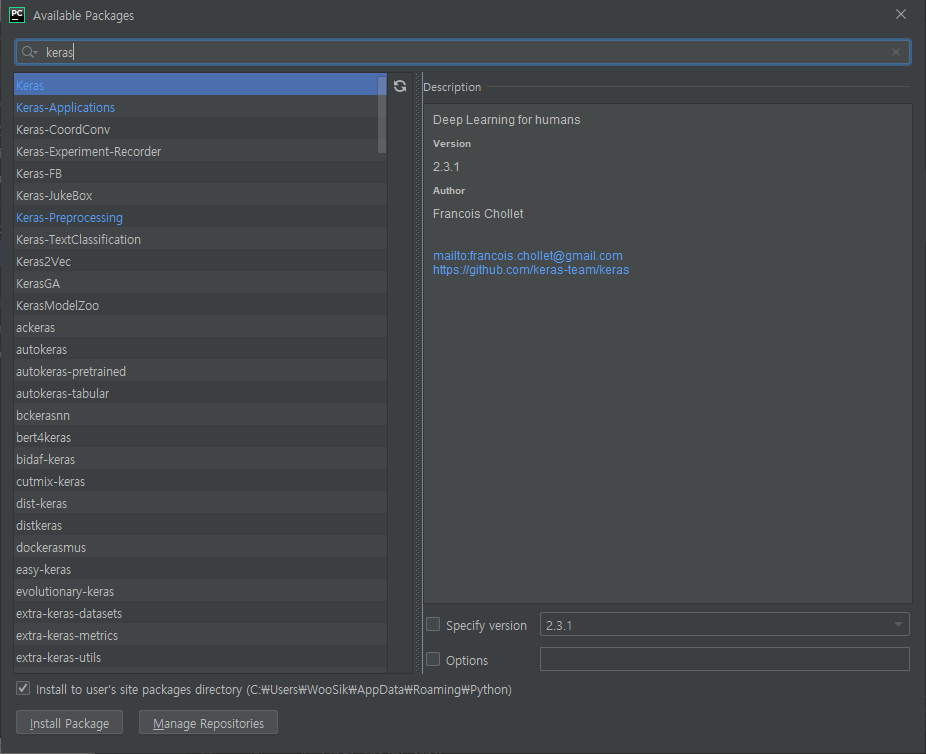 PC
Available Packages
keras
Keras
Keras-Applications
Keras-CoordConv
Keras-Experiment-Recorder
Keras-FB
Keras-JukeBox
Keras-Preprocessing
Keras-TextClassification
Keras2Vec
KerasGA
KerasModelZoo
ackeras
autokeras
autokeras-pretrained
autokeras-tabular
bckerasnn
bert4keras
bidaf-keras
cutmix-keras
dist-keras
distkeras
dockerasmus
easy-keras
evolutionary-keras
extra-keras-datasets
extra-keras-metrics
extra-keras-utils
Description
Deep Learning for humans
Version
2.3.1
Author
Francois Chollet
mailto:francois.chollet@gmail.com
https://github.com/keras-team/keras
Specify version
2.3.1
Options
Install to user's site packages directory (C:₩Users₩WooSik₩AppData₩Roaming₩Python)
Install Package
Manage Repositories